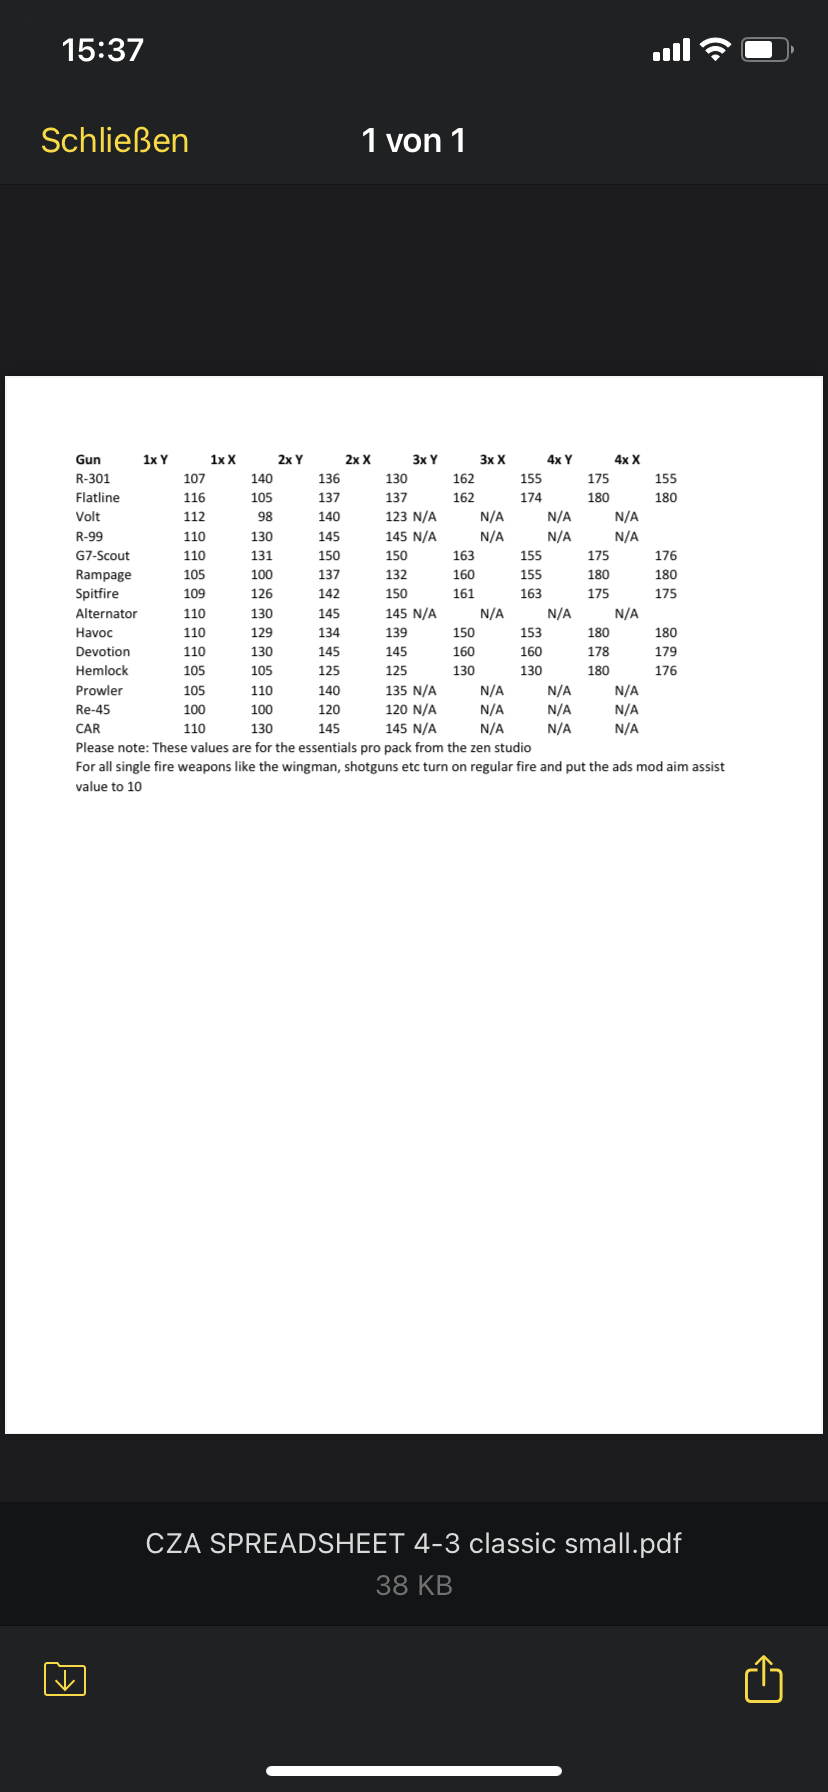 15:37
Schließen 1 von 1
Gun 1x Y 1x X 2x Y 2x X 3x Y 3x X 4x Y 4x X
R-301 107 140 136 130 162 155 175 155
Flatline 116 105 137 137 162 174 180 180
Volt 112 98 140 123 N/A N/A N/A N/A
R-99 110 130 145 145 N/A N/A N/A N/A
G7-Scout 110 131 150 150 163 155 175 176
Rampage 105 100 137 132 160 155 180 180
Spitfire 109 126 142 150 161 163 175 175
Alternator 110 130 145 145 N/A N/A N/A N/A
Havoc 110 129 134 139 150 153 180 180
Devotion 110 130 145 145 160 160 178 179
Hemlock 105 105 125 125 130 130 180 176
Prowler 105 110 140 135 N/A N/A N/A N/A
Re-45 100 100 120 120 N/A N/A N/A N/A
CAR 110 130 145 145 N/A N/A N/A N/A
Please note: These values are for the essentials pro pack from the zen studio
For all single fire weapons like the wingman, shotguns etc turn on regular fire and put the ads mod aim assist
value to 10
CZA SPREADSHEET 4-3 classic small.pdf
38 KB